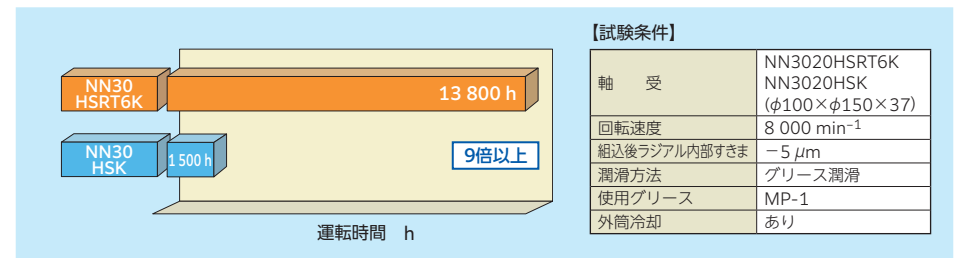 NN30
HSRT6K
13 800 h
NN30
HSK
1 500 h
9倍以上
運転時間 h
【試験条件】
軸 受
NN3020HSRT6K
NN3020HSK
(φ100×φ150×37)
回転速度 8 000 min−1
組込後ラジアル内部すきま −5 μm
潤滑方法 グリース潤滑
使用グリース MP-1
外筒冷却 あり